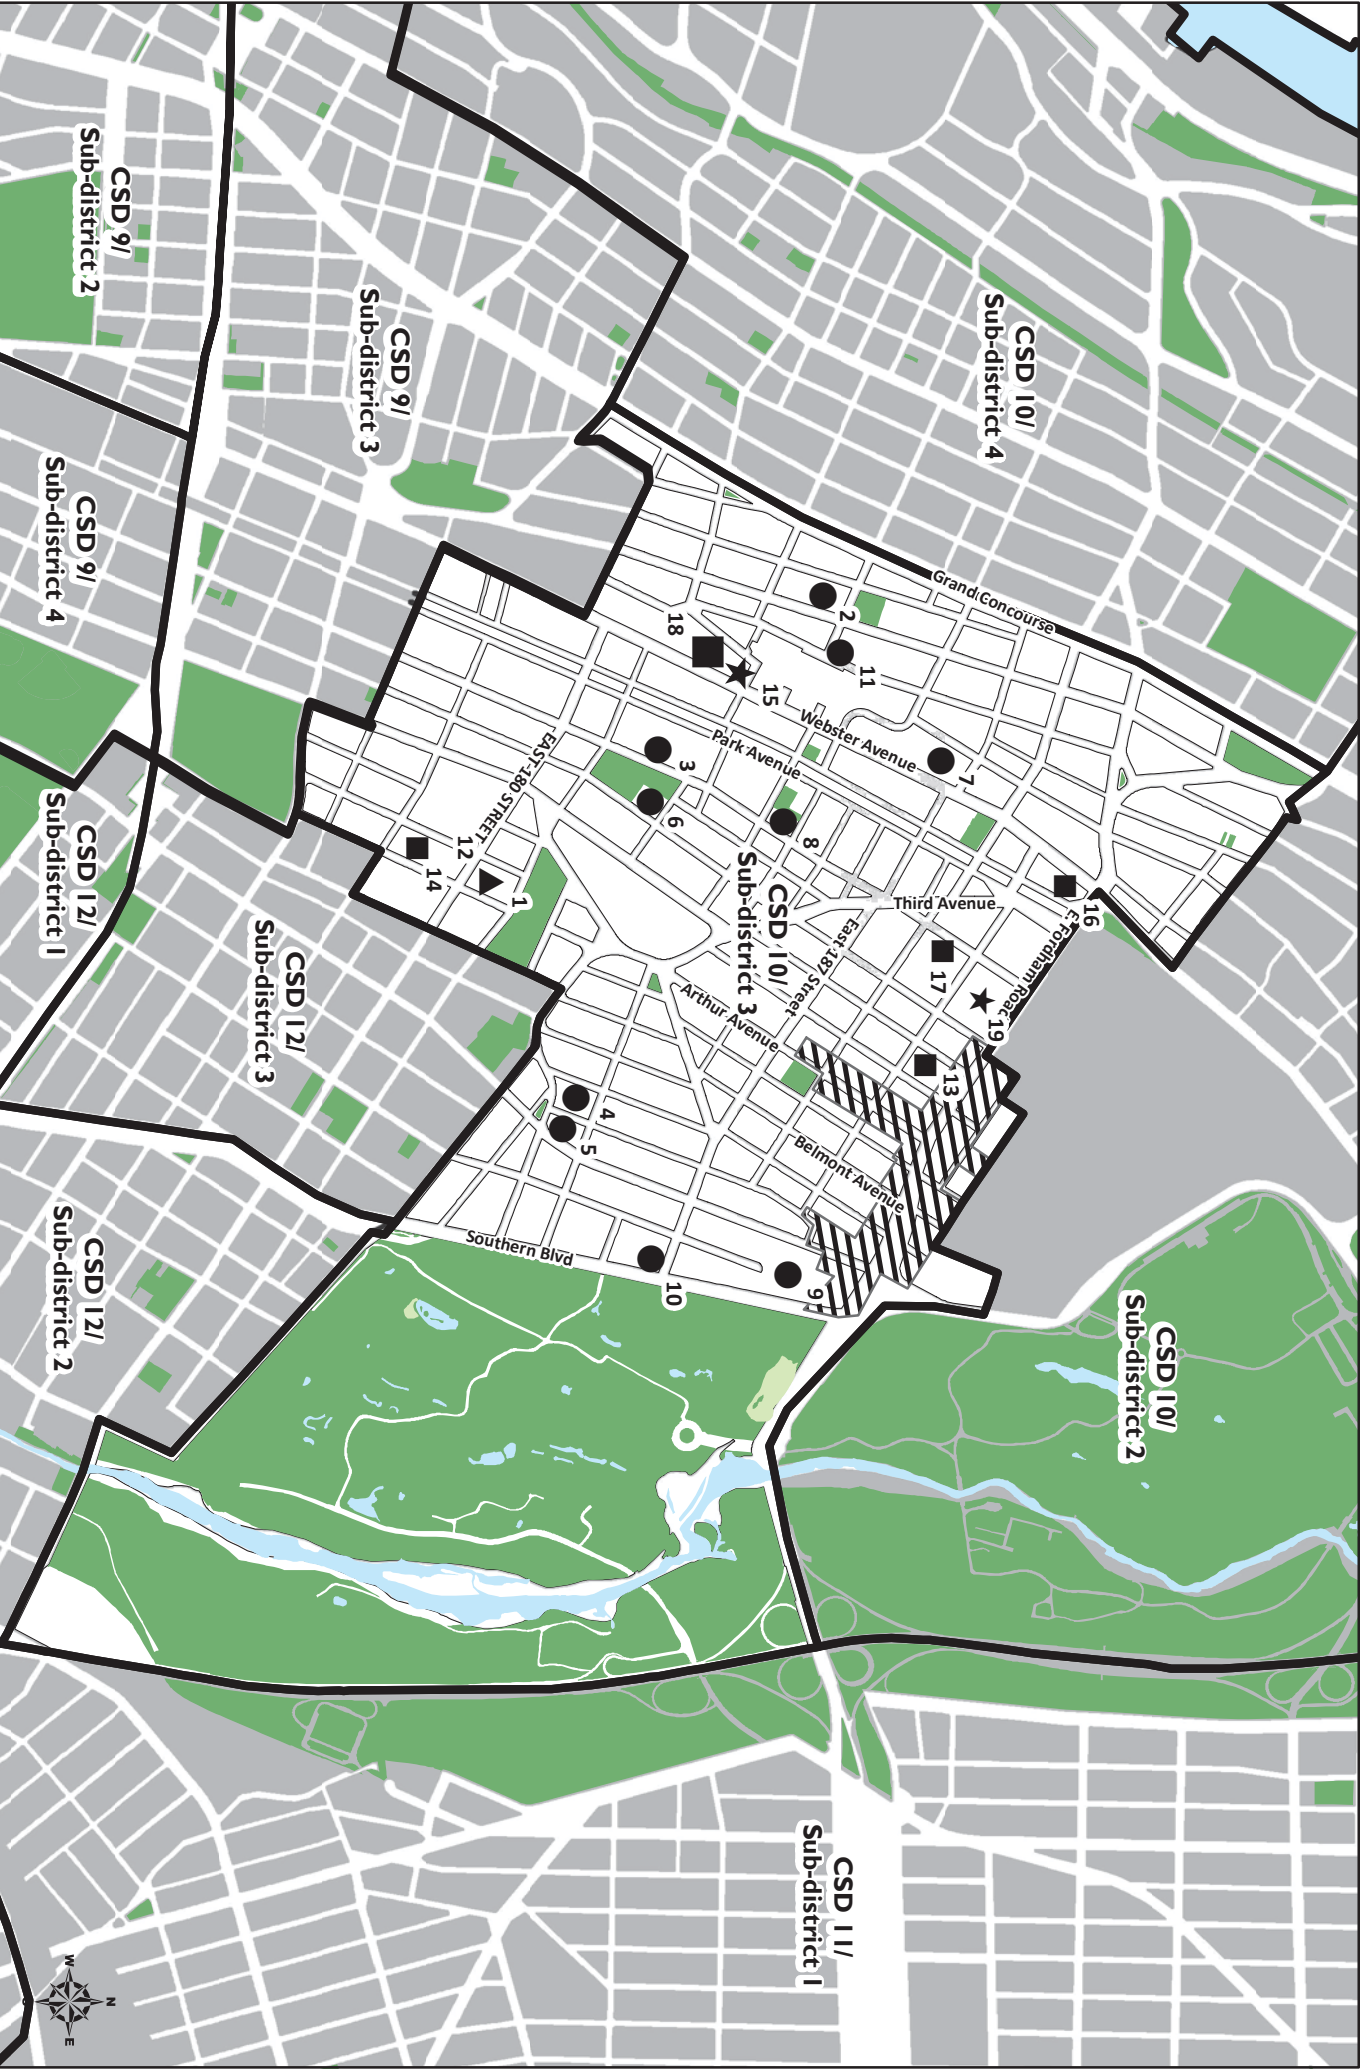 CSD 10/
Sub-district 2
16
CSD 10/
Sub-district 4
E. Fordham Road
Grand Concourse
19
7
Third Avenue
17
13
11
2
Webster Avenue
East 187 Street
Belmont Avenue
CSD 11/
Sub-district 1
8
9
15
Park Avenue
CSD 10/
Sub-district 3
Arthur Avenue
3
18
6
10
4
5
EAST 180 STREET
Southern Blvd
1
12
14
CSD 9/
Sub-district 3
CSD 12/
Sub-district 3
CSD 9/
Sub-district 2
CSD 9/
Sub-district 4
CSD 12/
Sub-district 1
CSD 12/
Sub-district 2
N
W
E